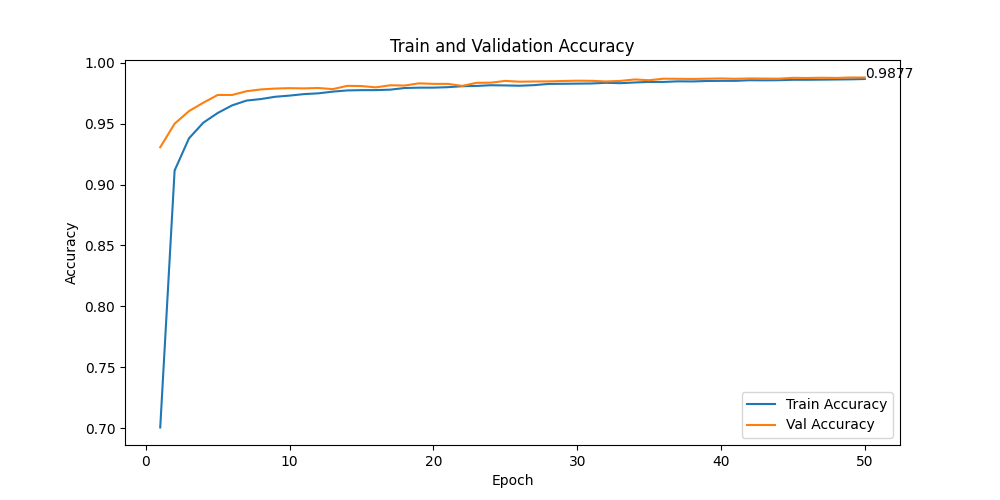 Train and Validation Accuracy
1.00
0.9877
0.95
0.90
0.85
0.80
0.75
0.70
Accuracy
Train Accuracy
Val Accuracy
0 10 20 30 40 50
Epoch